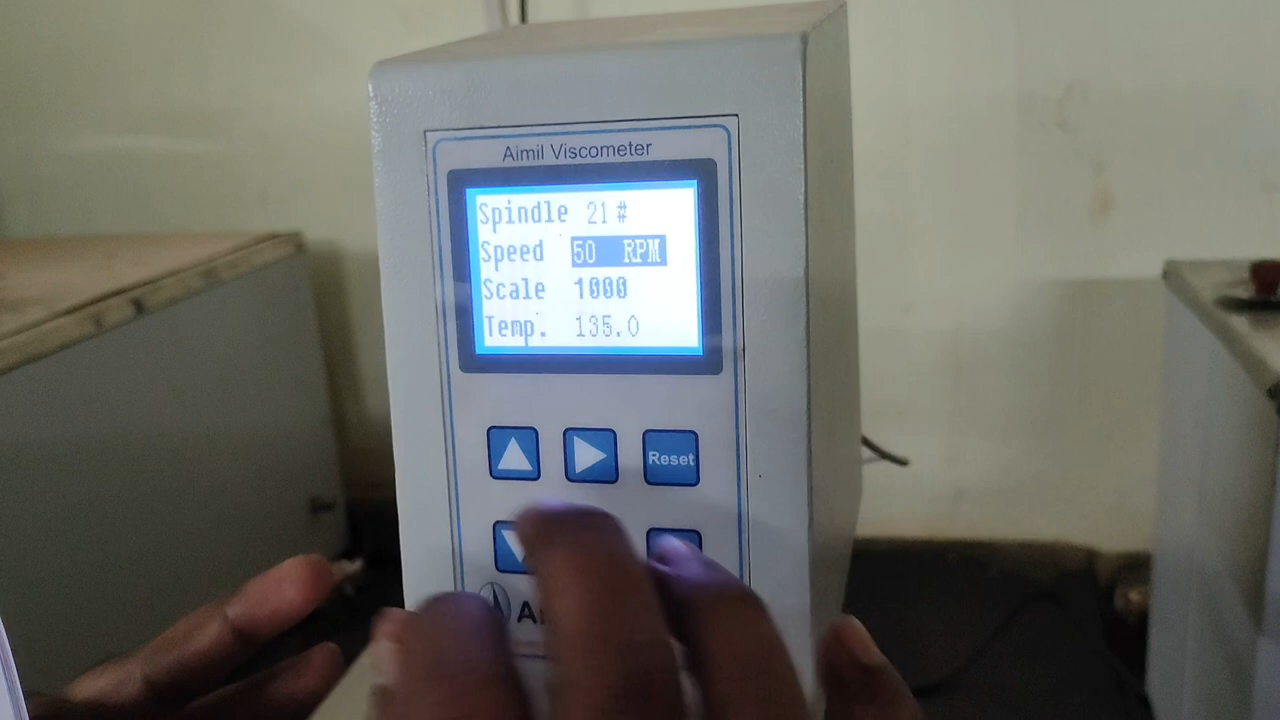 Aimil Viscometer
Spindle 21#
Speed 50 RPM
Scale 1000
Temp. 135.0
Reset